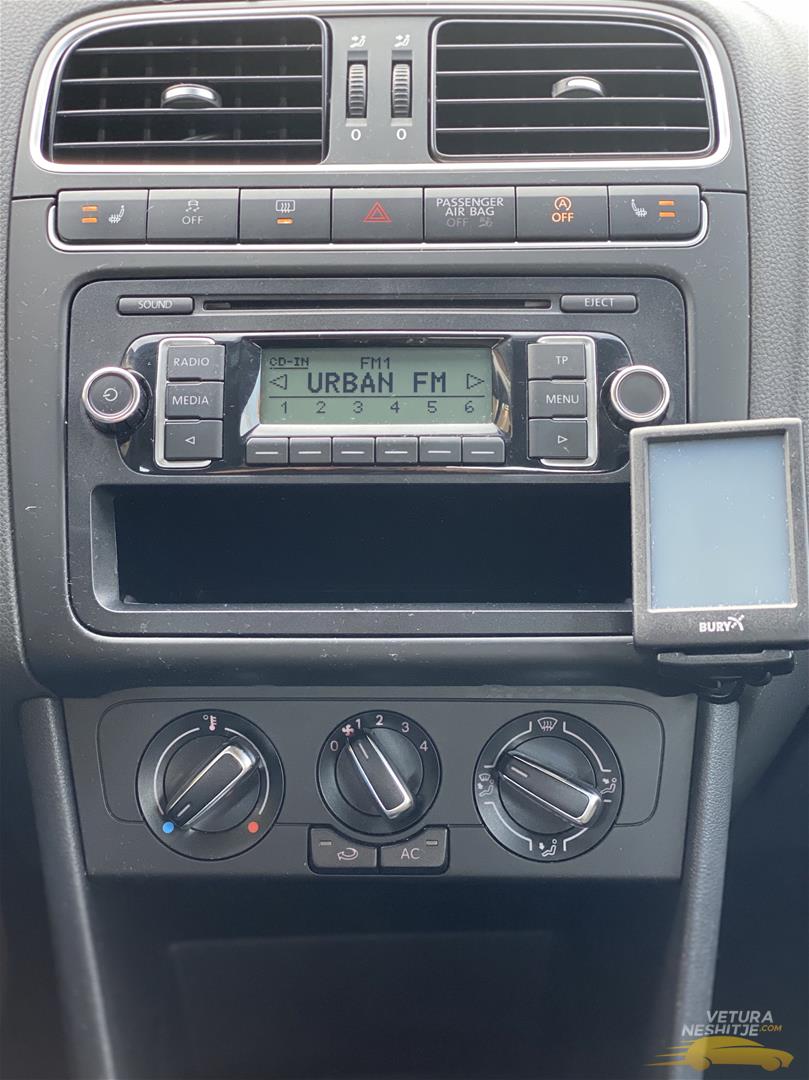 0 0
OFF
PASSENGER
AIR BAG
OFF
A
OFF
SOUND
EJECT
RADIO
CD-IN FM1
TP
MEDIA
URBAN FM
MENU
1 2 3 4 5 6
BURY
0 1 2 3 4
AC
VETURA
NESHITJE.COM